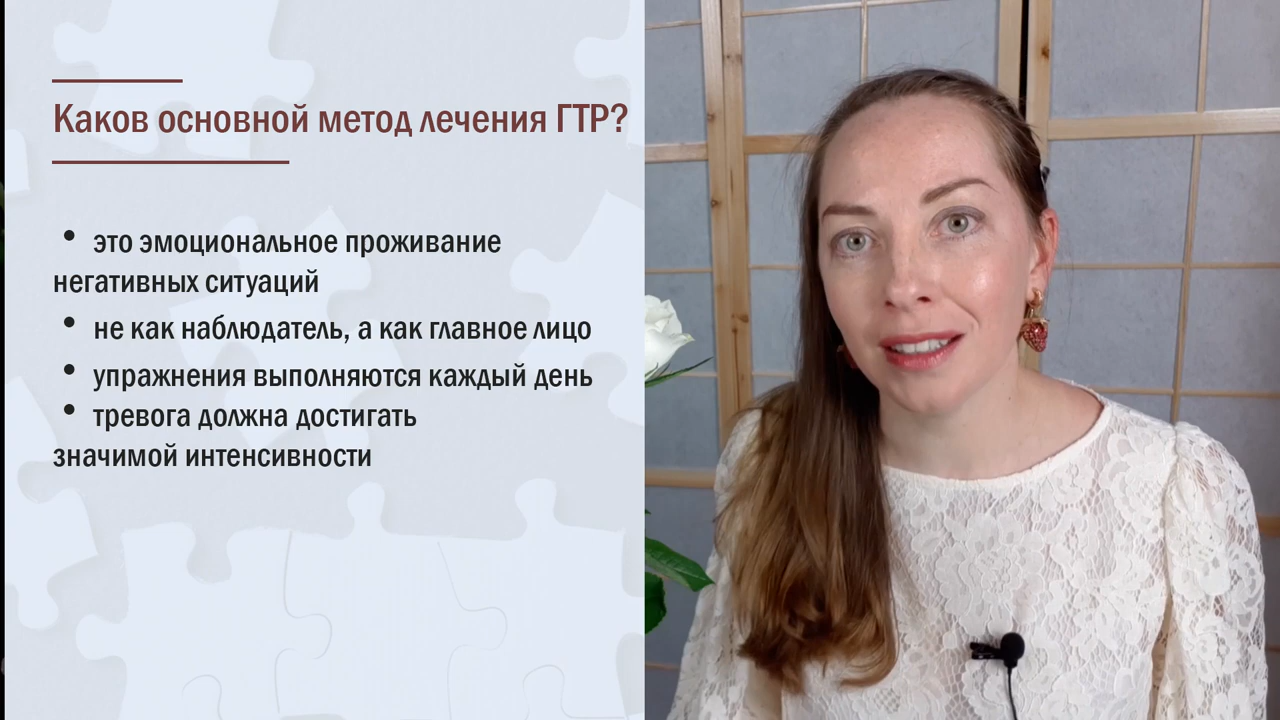 Каков основной метод лечения ГТР?
• это эмоциональное проживание
негативных ситуаций
• не как наблюдатель, а как главное лицо
• упражнения выполняются каждый день
• тревога должна достигать
значимой интенсивности